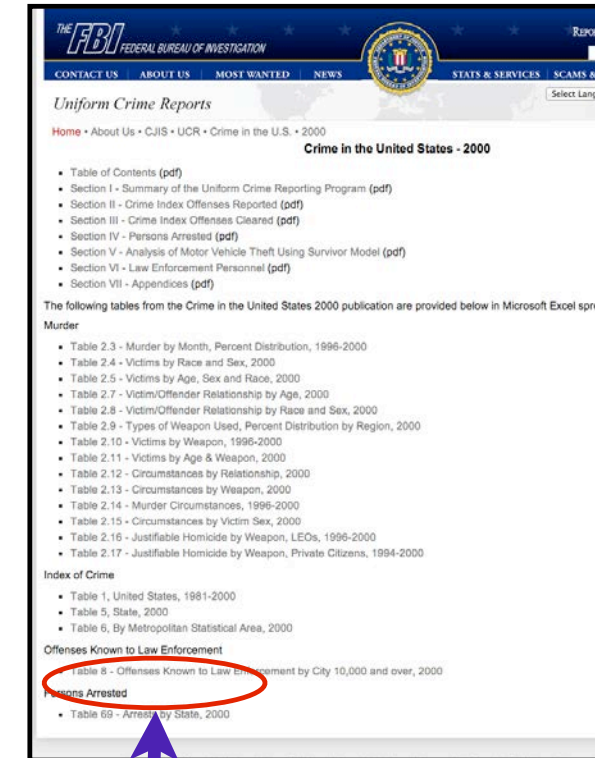 THE FBI FEDERAL BUREAU OF INVESTIGATION
CONTACT US | ABOUT US | MOST WANTED | NEWS STATS & SERVICES | SCAMS &
Uniform Crime Reports
Home • About Us • CJIS • UCR • Crime in the U.S. • 2000
Crime in the United States - 2000
Table of Contents (pdf)
Section I - Summary of the Uniform Crime Reporting Program (pdf)
Section II - Crime Index Offenses Reported (pdf)
Section III - Crime Index Offenses Cleared (pdf)
Section IV - Persons Arrested (pdf)
Section V - Analysis of Motor Vehicle Theft Using Survivor Model (pdf)
Section VI - Law Enforcement Personnel (pdf)
Section VII - Appendices (pdf)
The following tables from the Crime in the United States 2000 publication are provided below in Microsoft Excel spre
Murder
Table 2.3 - Murder by Month, Percent Distribution, 1996-2000
Table 2.4 - Victims by Race and Sex, 2000
Table 2.5 - Victims by Age, Sex and Race, 2000
Table 2.7 - Victim/Offender Relationship by Age, 2000
Table 2.8 - Victim/Offender Relationship by Race and Sex, 2000
Table 2.9 - Types of Weapon Used, Percent Distribution by Region, 2000
Table 2.10 - Victims by Weapon, 1996-2000
Table 2.11 - Victims by Age & Weapon, 2000
Table 2.12 - Circumstances by Relationship, 2000
Table 2.13 - Circumstances by Weapon, 2000
Table 2.14 - Murder Circumstances, 1996-2000
Table 2.15 - Circumstances by Victim Sex, 2000
Table 2.16 - Justifiable Homicide by Weapon, LEOs, 1996-2000
Table 2.17 - Justifiable Homicide by Weapon, Private Citizens, 1994-2000
Index of Crime
Table 1, United States, 1981-2000
Table 5, State, 2000
Table 6, By Metropolitan Statistical Area, 2000
Offenses Known to Law Enforcement
Table 8 - Offenses Known to Law Enforcement by City 10,000 and over, 2000
Persons Arrested
Table 69 - Arrests by State, 2000